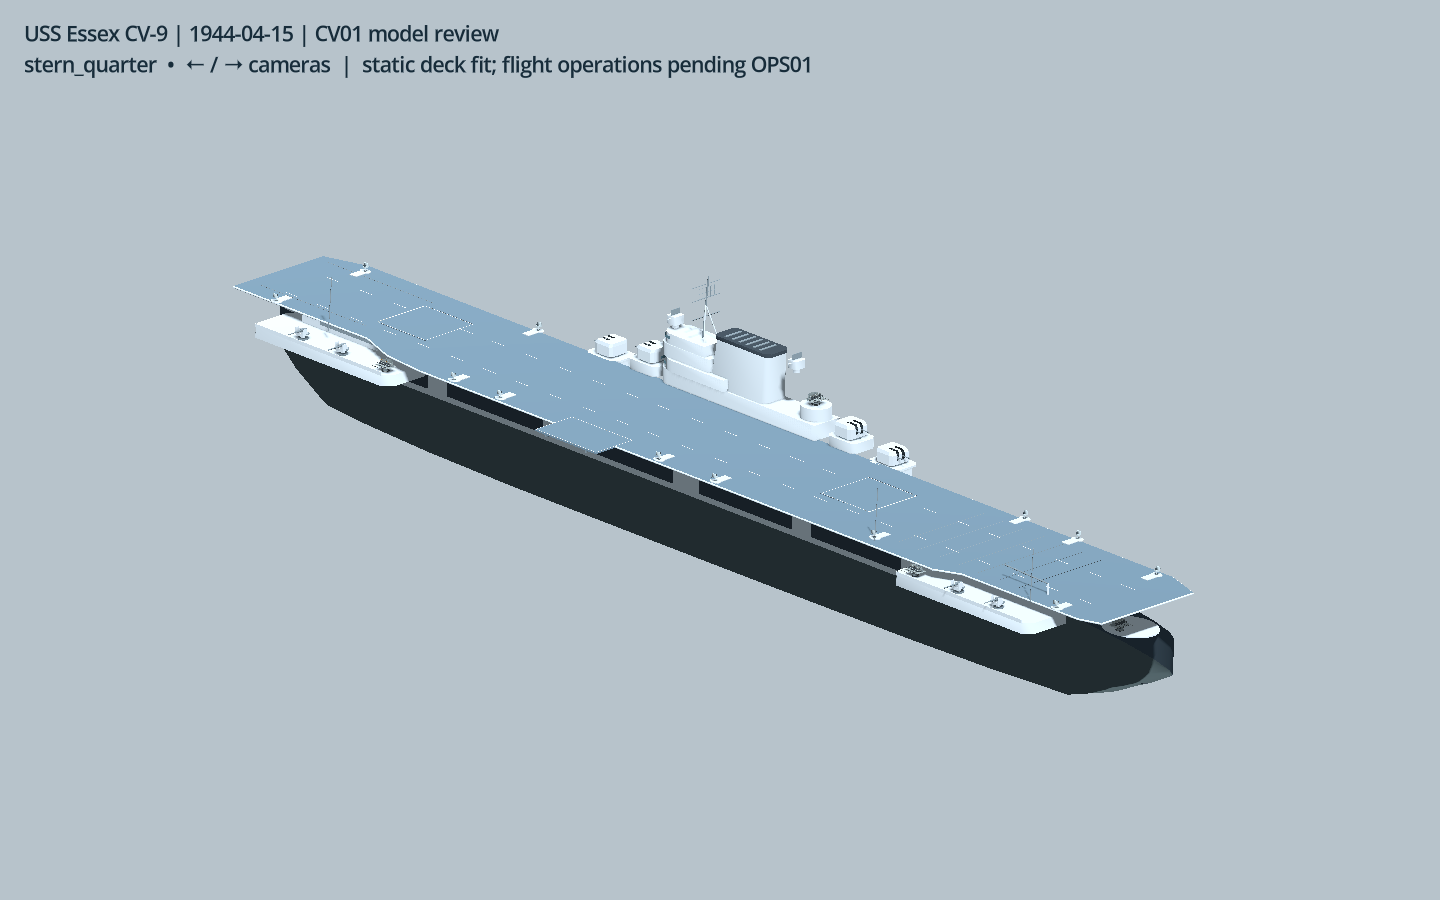 USS Essex CV-9 | 1944-04-15 | CV01 model review
stern_quarter • ← / → cameras | static deck fit; flight operations pending OPS01